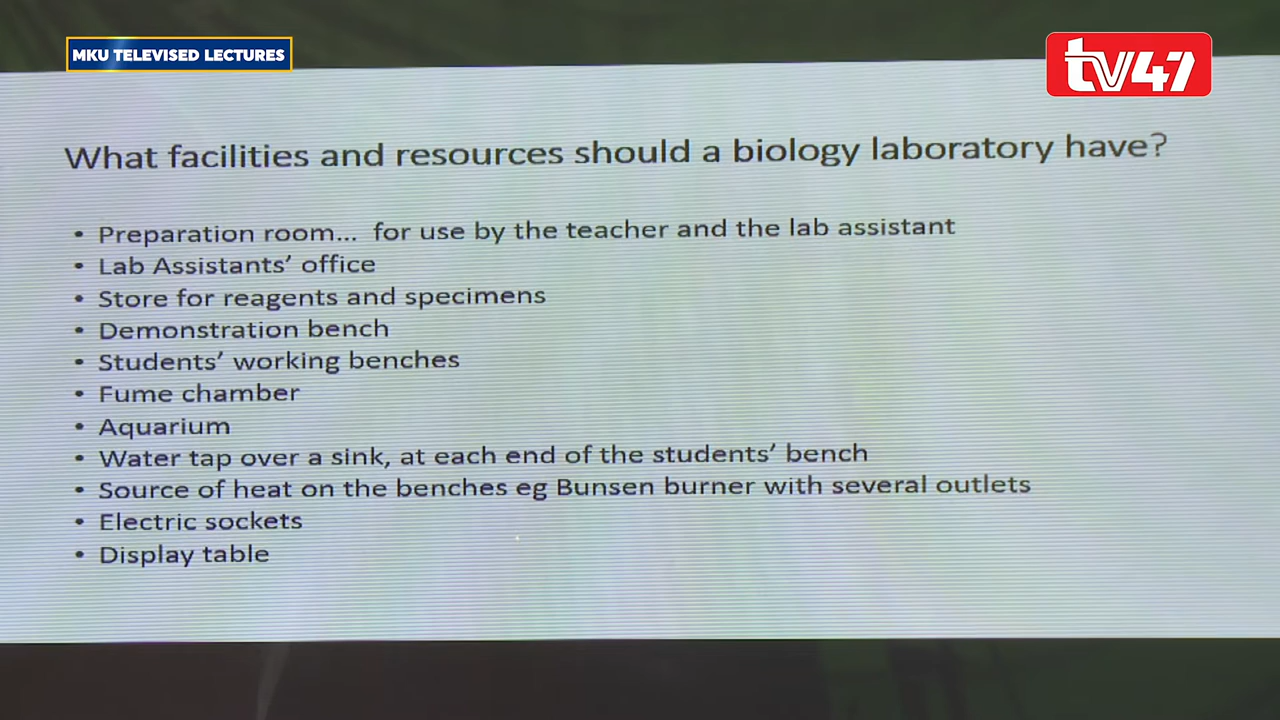 MKU TELEVISED LECTURES
tv47
What facilities and resources should a biology laboratory have?
• Preparation room... for use by the teacher and the lab assistant
• Lab Assistants’ office
• Store for reagents and specimens
• Demonstration bench
• Students’ working benches
• Fume chamber
• Aquarium
• Water tap over a sink, at each end of the students’ bench
• Source of heat on the benches eg Bunsen burner with several outlets
• Electric sockets
• Display table